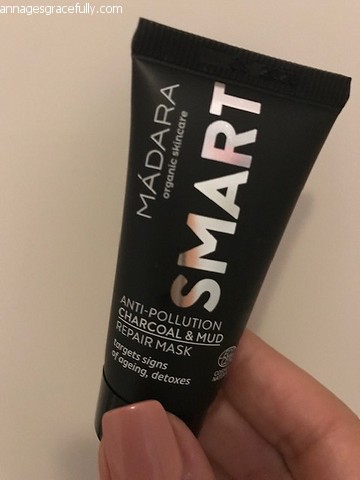 annagesgracefully.com
MÁDARA
organic skincare
SMART
ANTI-POLLUTION
CHARCOAL & MUD
REPAIR MASK
targets signs
of ageing, detoxes